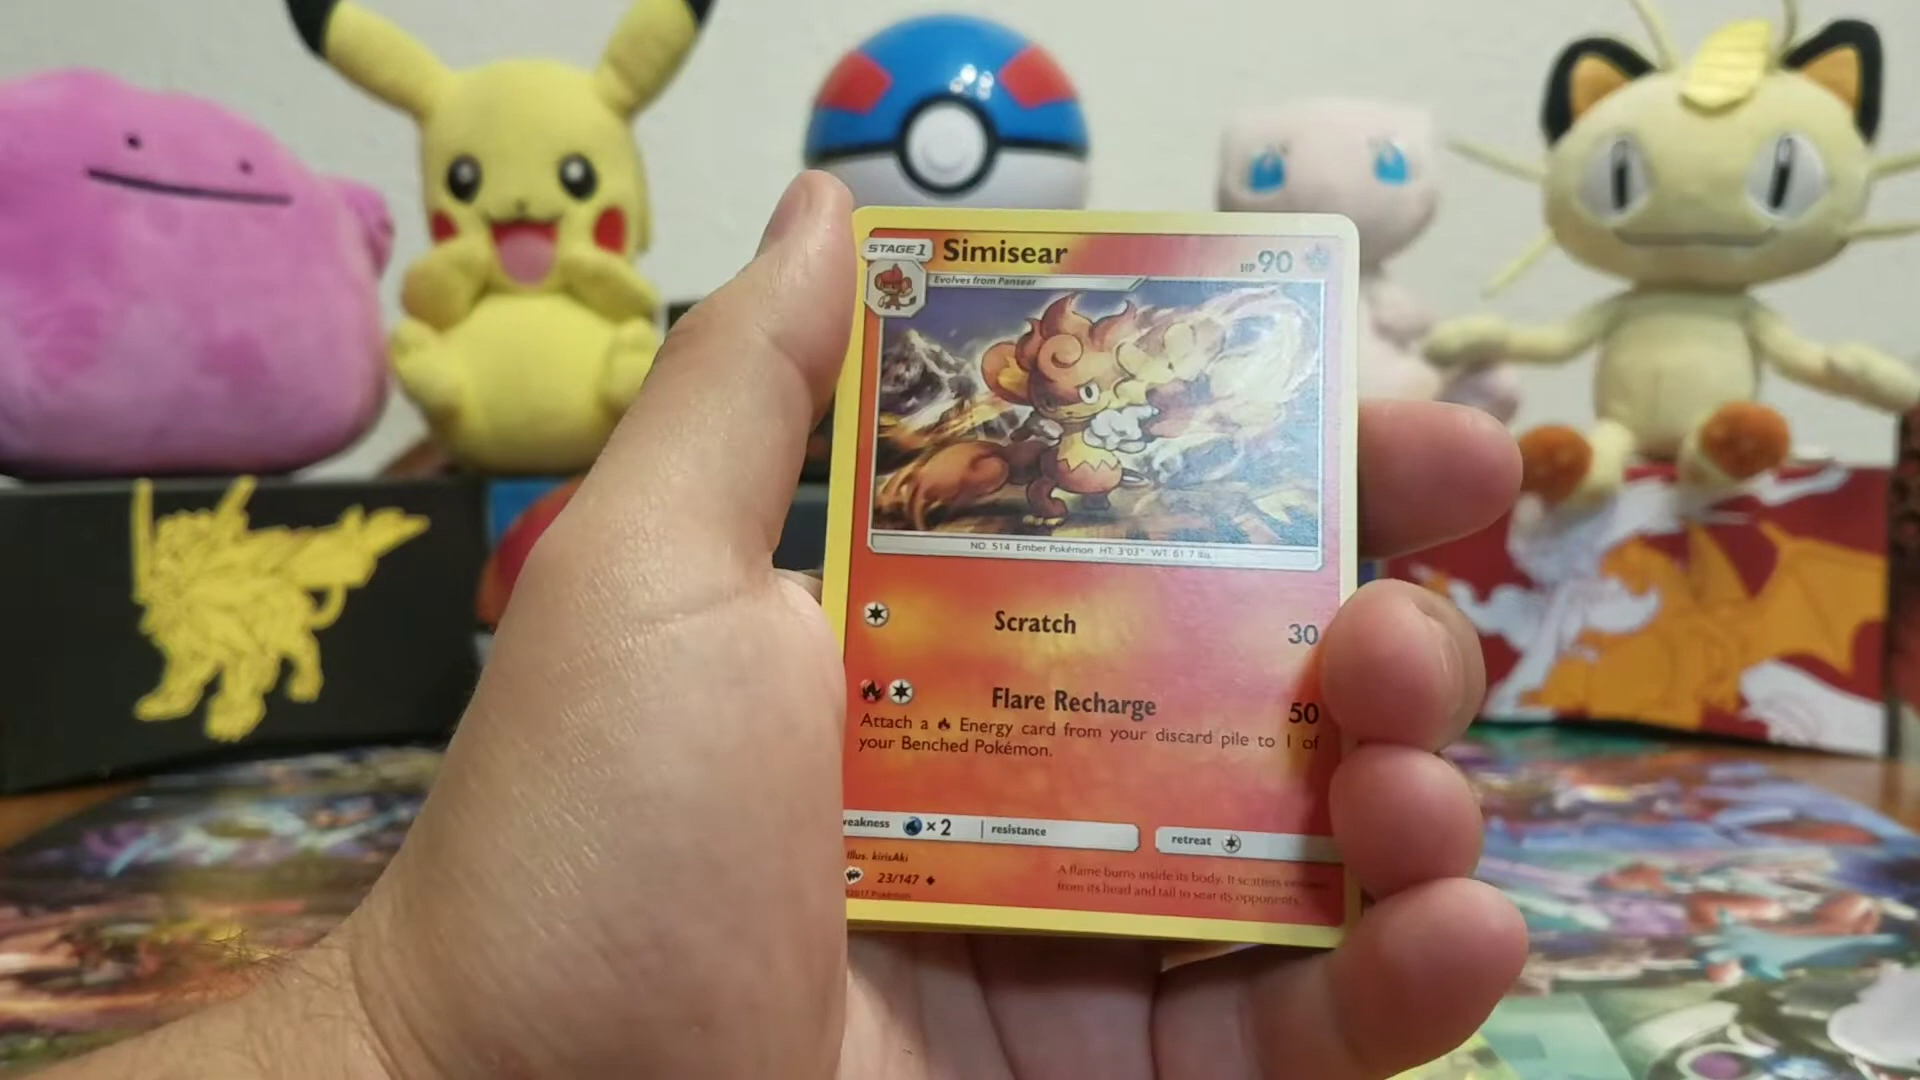 STAGE 1 Simisear HP 90
Evolves from Pansear
NO. 514 Ember Pokémon HT: 3'03" WT: 61.7 lbs.
Scratch 30
Flare Recharge 50
Attach a Energy card from your discard pile to 1 of
your Benched Pokémon.
weakness ×2 resistance retreat
Illus. kirisAki
23/147
©2017 Pokémon
A flame burns inside its body. It scatters embers
from its head and tail to sear its opponents.